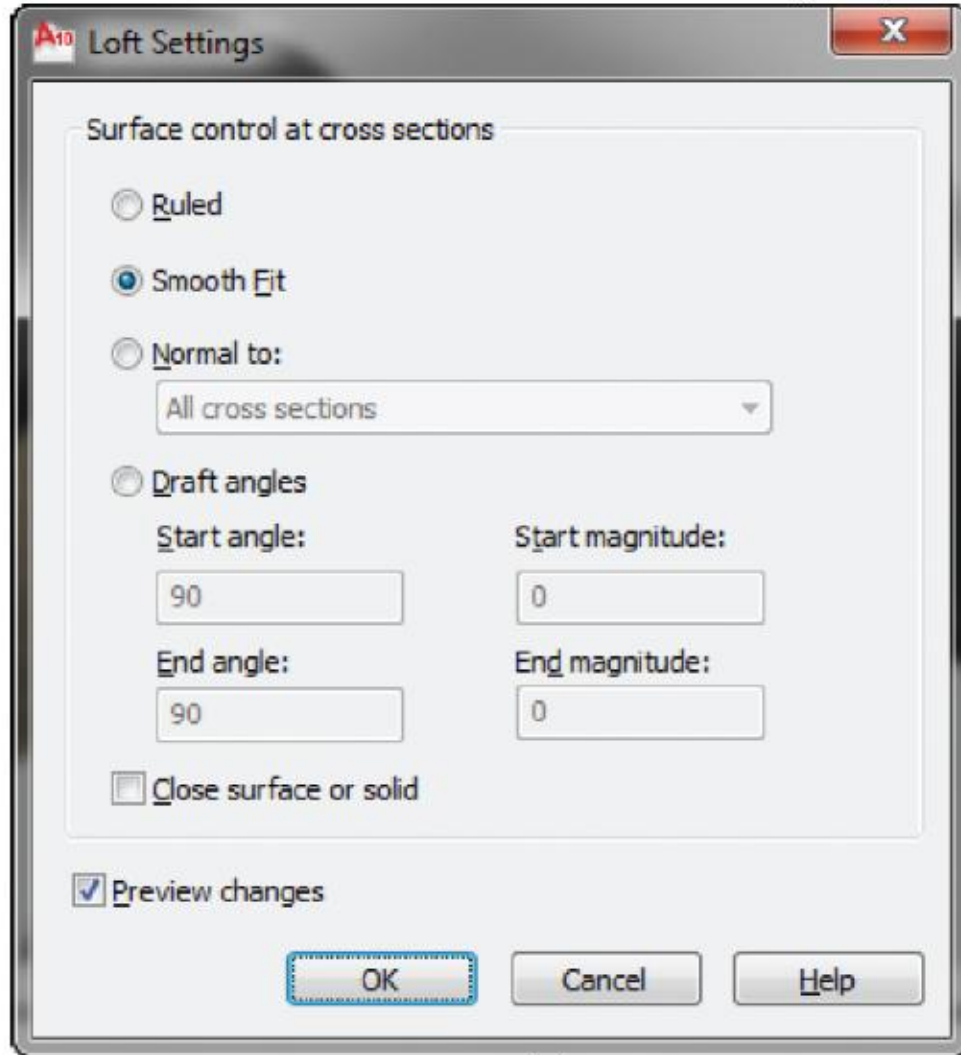 A10 Loft Settings
Surface control at cross sections
Ruled
Smooth Fit
Normal to:
All cross sections
Draft angles
Start angle: Start magnitude:
90 0
End angle: End magnitude:
90 0
Close surface or solid
Preview changes
OK Cancel Help